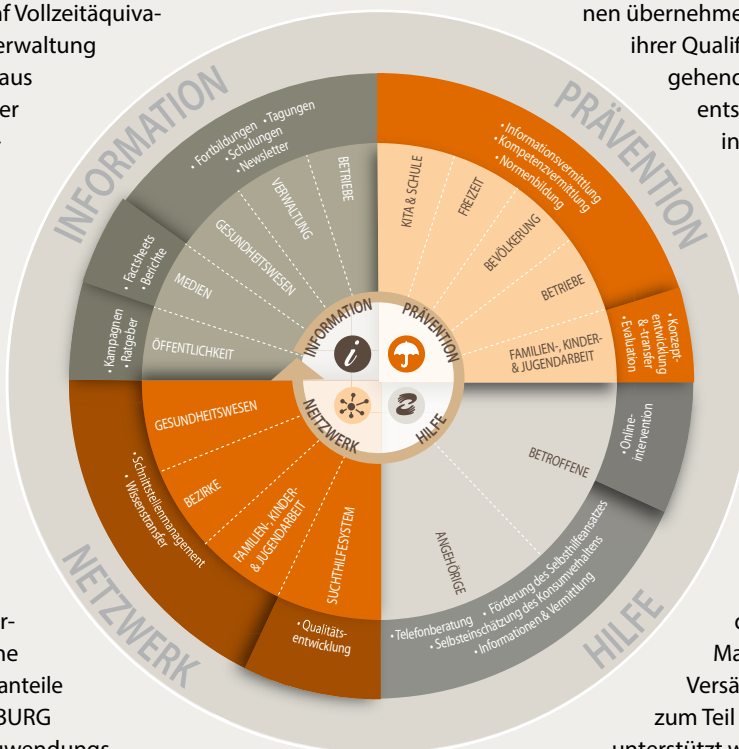 nf Vollzeitäquiva-
erwaltung
aus
er
-
nen übernehme
ihrer Qualif
gehend
ents
in
INFORMATION
• Fortbildungen • Tagungen
• Schulungen
• Newsletter
• Factsheets
• Berichte
• Kampagnen
• Ratgeber
BETRIEBE
VERWALTUNG
GESUNDHEITSWESEN
MEDIEN
ÖFFENTLICHKEIT
PRÄVENTION
• Informationsvermittlung
• Kompetenzvermittlung
• Normenbildung
• Konzept-
entwicklung
& -transfer
• Evaluation
KITA & SCHULE
FREIZEIT
BEVÖLKERUNG
BETRIEBE
FAMILIEN-, KINDER-
& JUGENDARBEIT
INFORMATION
PRÄVENTION
i
NETZWERK
HILFE
GESUNDHEITSWESEN
BEZIRKE
FAMILIEN-, KINDER-
& JUGENDARBEIT
SUCHTHILFESYSTEM
• Schnittstellenmanagement
• Wissenstransfer
• Qualitäts-
entwicklung
NETZWERK
BETROFFENE
ANGEHÖRIGE
• Online-
intervention
• Telefonberatung • Förderung des Selbsthilfeansatzes
• Selbsteinschätzung des Konsumverhaltens
• Informationen & Vermittlung
HILFE
r-
ne
anteile
BURG
uwendungs
Ma
Versä
zum Teil
unterstützt w